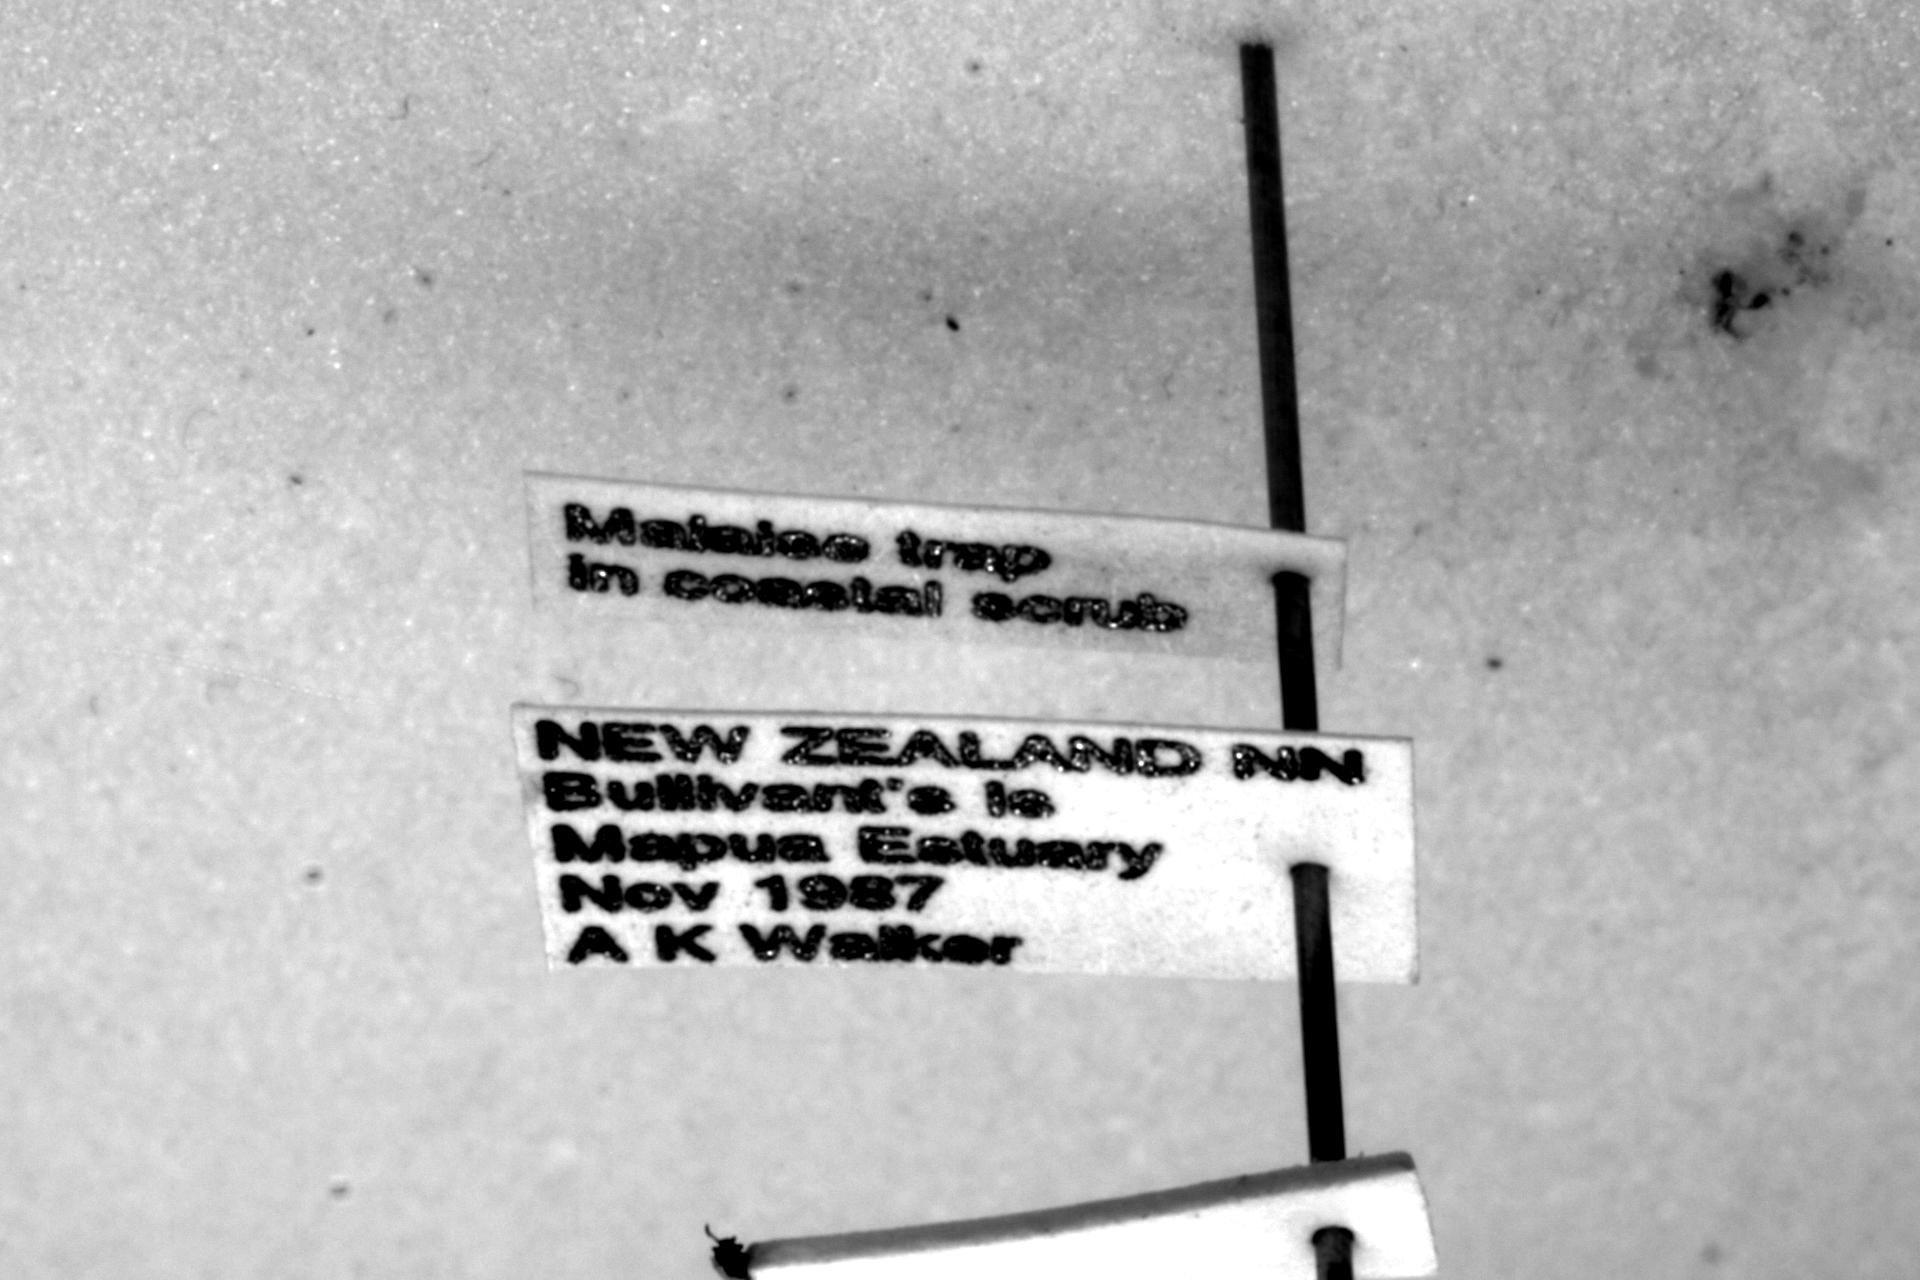 Malaise trap
in coastal scrub
NEW ZEALAND NN
Bullivant's Is
Mapua Estuary
Nov 1987
A K Walker